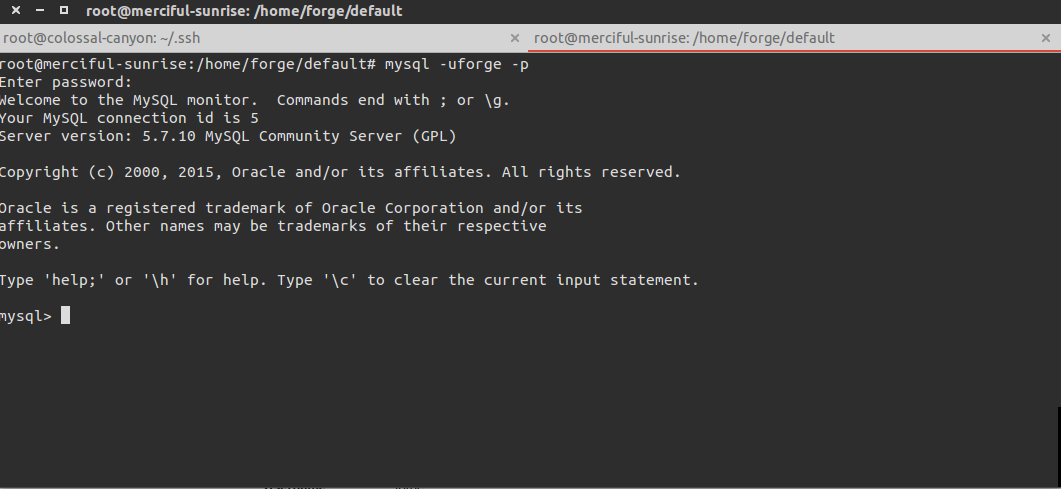 root@merciful-sunrise: /home/forge/default
root@colossal-canyon: ~/.ssh
root@merciful-sunrise: /home/forge/default
root@merciful-sunrise:/home/forge/default# mysql -uforge -p
Enter password:
Welcome to the MySQL monitor.  Commands end with ; or \g.
Your MySQL connection id is 5
Server version: 5.7.10 MySQL Community Server (GPL)
Copyright (c) 2000, 2015, Oracle and/or its affiliates. All rights reserved.
Oracle is a registered trademark of Oracle Corporation and/or its
affiliates. Other names may be trademarks of their respective
owners.
Type 'help;' or '\h' for help. Type '\c' to clear the current input statement.
mysql>